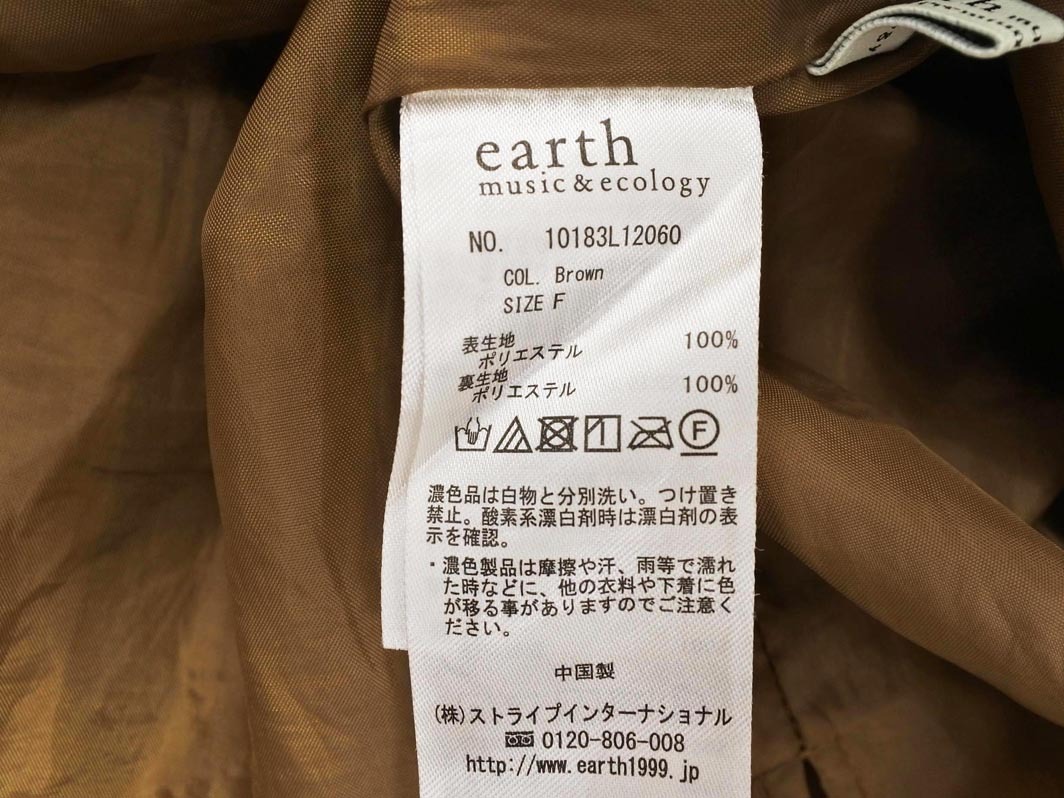 earth
music&ecology
NO. 10183L12060
COL. Brown
SIZE F
表生地
ポリエステル 100%
裏生地
ポリエステル 100%
F
濃色品は白物と分別洗い。つけ置き
禁止。酸素系漂白剤時は漂白剤の表
示を確認。
・濃色製品は摩擦や汗、雨等で濡れ
た時などに、他の衣料や下着に色
が移る事がありますのでご注意く
ださい。
中国製
(株)ストライプインターナショナル
0120-806-008
http://www.earth1999.jp